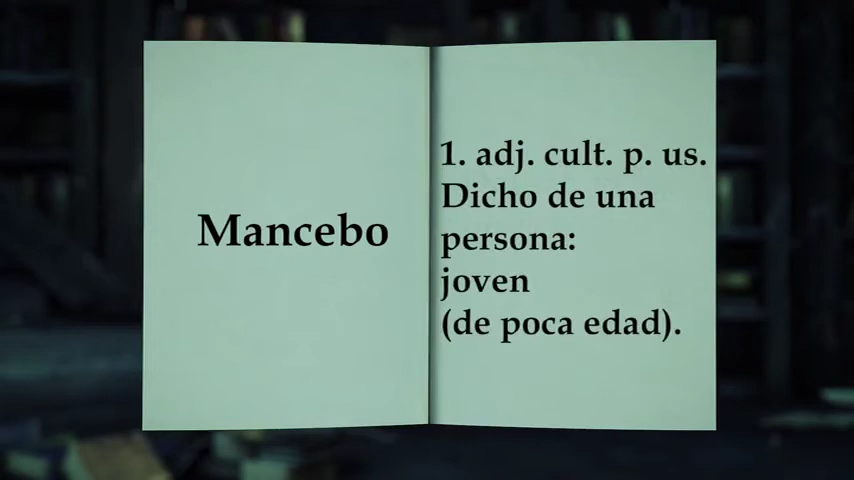 Mancebo
1. adj. cult. p. us.
Dicho de una
persona:
joven
(de poca edad).